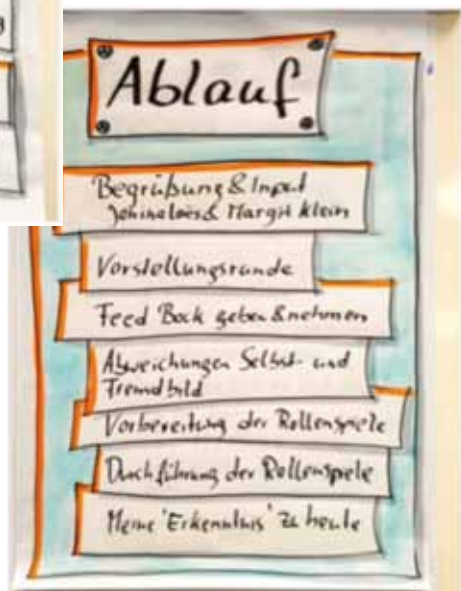 Ablauf
Begrüßung & Input
& Margit Klein
Vorstellungsrunde
Feed Back geben & nehmen
Abweichungen Selbst- und
Fremdbild
Vorbereitung der Rollenspiele
Durchführung der Rollenspiele
Meine 'Erkenntnis' zu heute